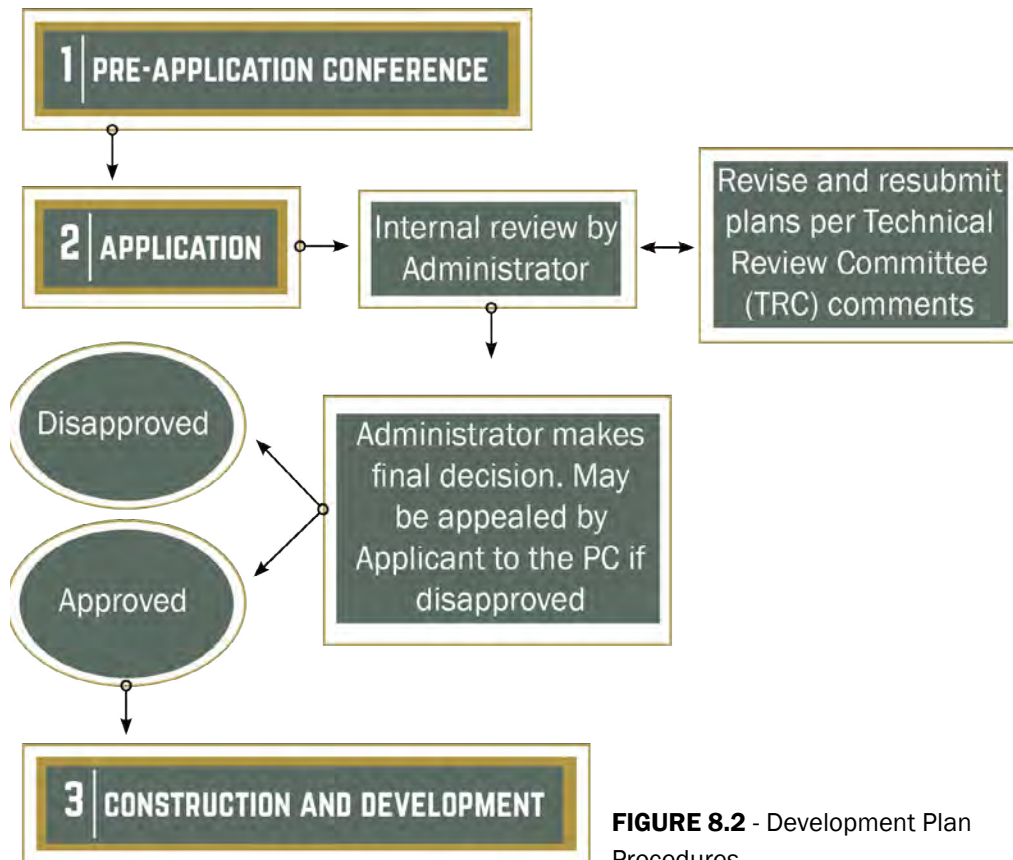 1 PRE-APPLICATION CONFERENCE
2 APPLICATION
Internal review by
Administrator
Revise and resubmit
plans per Technical
Review Committee
(TRC) comments
Disapproved
Administrator makes
final decision. May
be appealed by
Applicant to the PC if
disapproved
Approved
3 CONSTRUCTION AND DEVELOPMENT
FIGURE 8.2 - Development Plan
Procedures